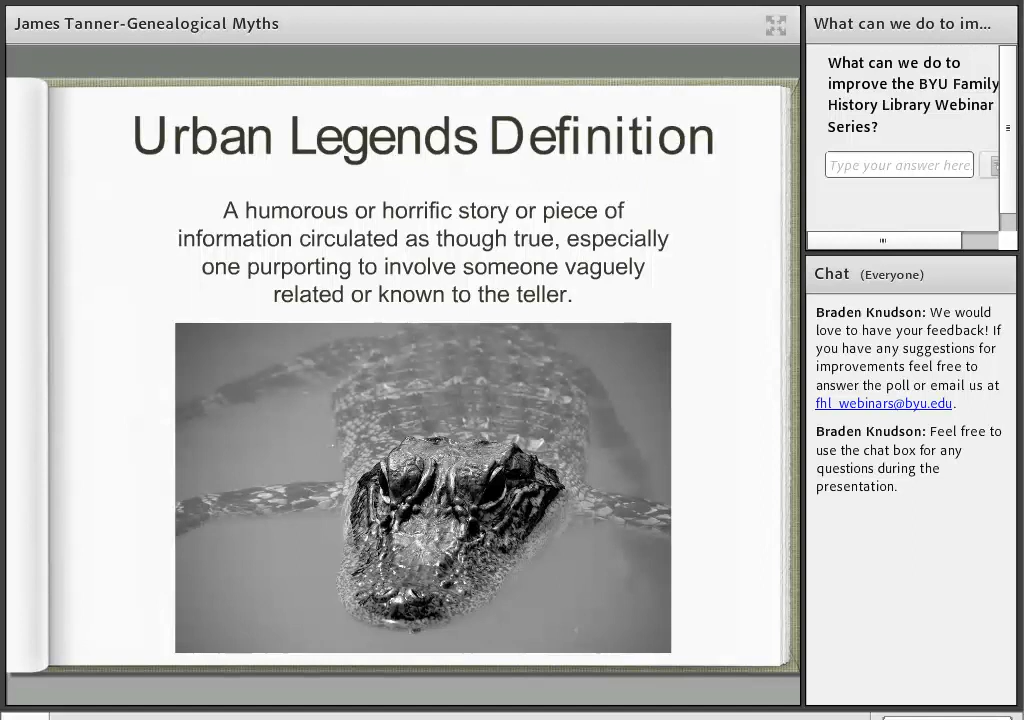 James Tanner-Genealogical Myths
Urban Legends Definition
A humorous or horrific story or piece of
information circulated as though true, especially
one purporting to involve someone vaguely
related or known to the teller.
What can we do to im...
What can we do to
improve the BYU Family
History Library Webinar
Series?
Type your answer here
Chat (Everyone)
Braden Knudson: We would
love to have your feedback! If
you have any suggestions for
improvements feel free to
answer the poll or email us at
fhl_webinars@byu.edu.
Braden Knudson: Feel free to
use the chat box for any
questions during the
presentation.